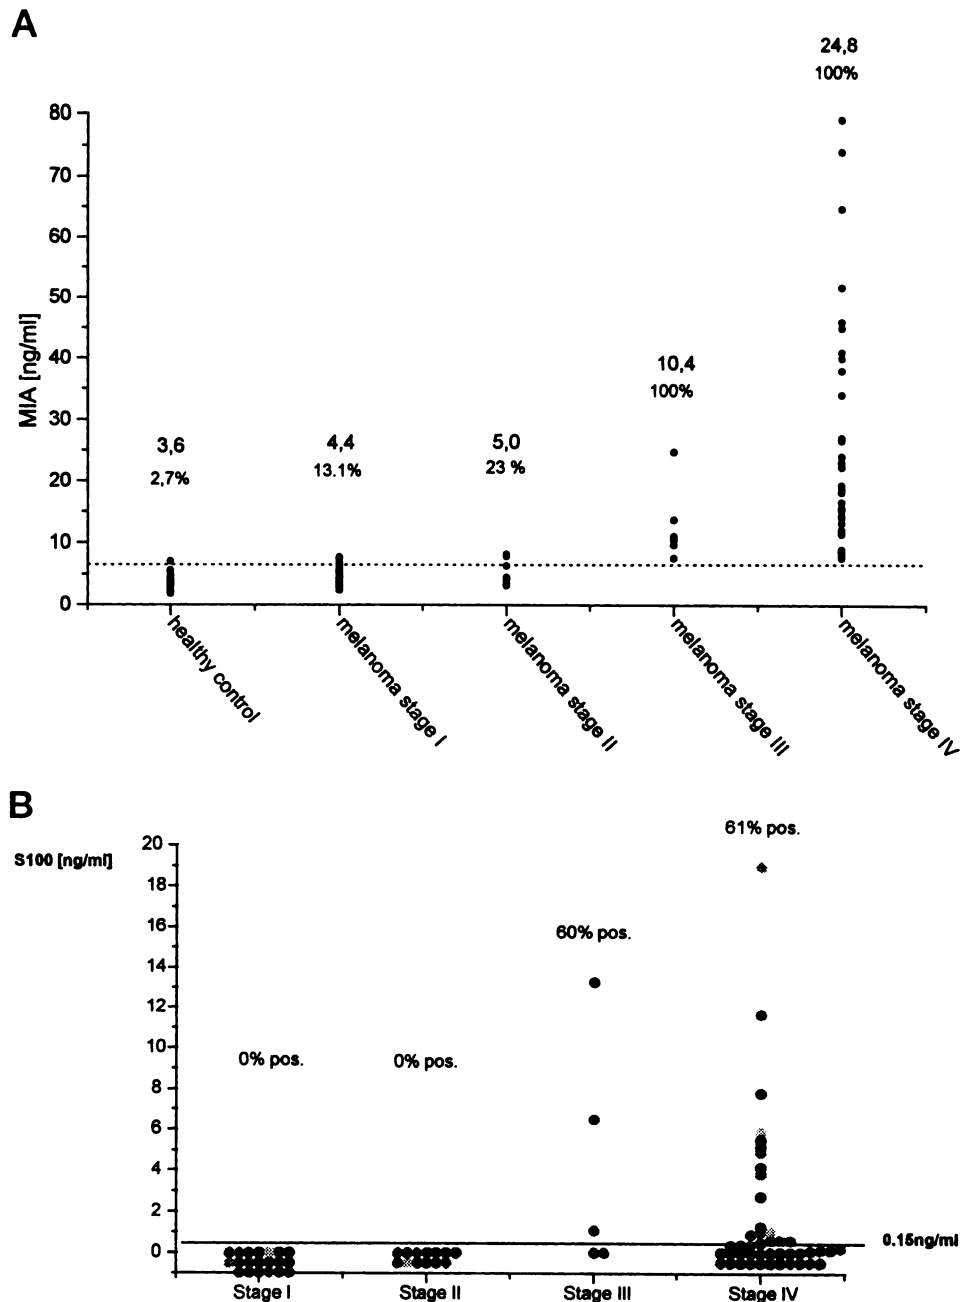 A
24,8
100%
80
70
60
50
40
30
20
10
0
MIA [ng/ml]
10,4
100%
3,6
2,7%
4,4
13.1%
5,0
23 %
healthy control
melanoma stage I
melanoma stage II
melanoma stage III
melanoma stage IV
B
S100 [ng/ml]
20
18
16
14
12
10
8
6
4
2
0
61% pos.
60% pos.
0% pos.
0% pos.
0.15ng/ml
Stage I
Stage II
Stage III
Stage IV